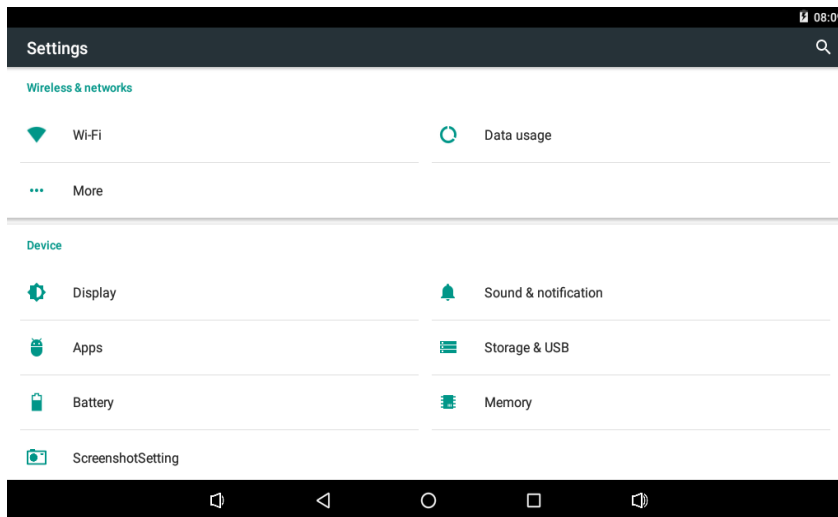 08:09
Settings
Wireless & networks
Wi-Fi
Data usage
More
Device
Display
Sound & notification
Apps
Storage & USB
Battery
Memory
ScreenshotSetting